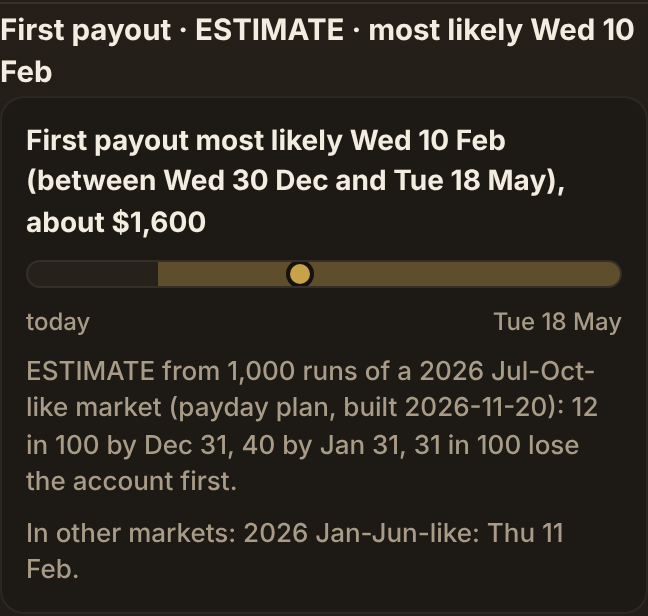 First payout · ESTIMATE · most likely Wed 10
Feb
First payout most likely Wed 10 Feb
(between Wed 30 Dec and Tue 18 May),
about $1,600
today
Tue 18 May
ESTIMATE from 1,000 runs of a 2026 Jul-Oct-
like market (payday plan, built 2026-11-20): 12
in 100 by Dec 31, 40 by Jan 31, 31 in 100 lose
the account first.
In other markets: 2026 Jan-Jun-like: Thu 11
Feb.